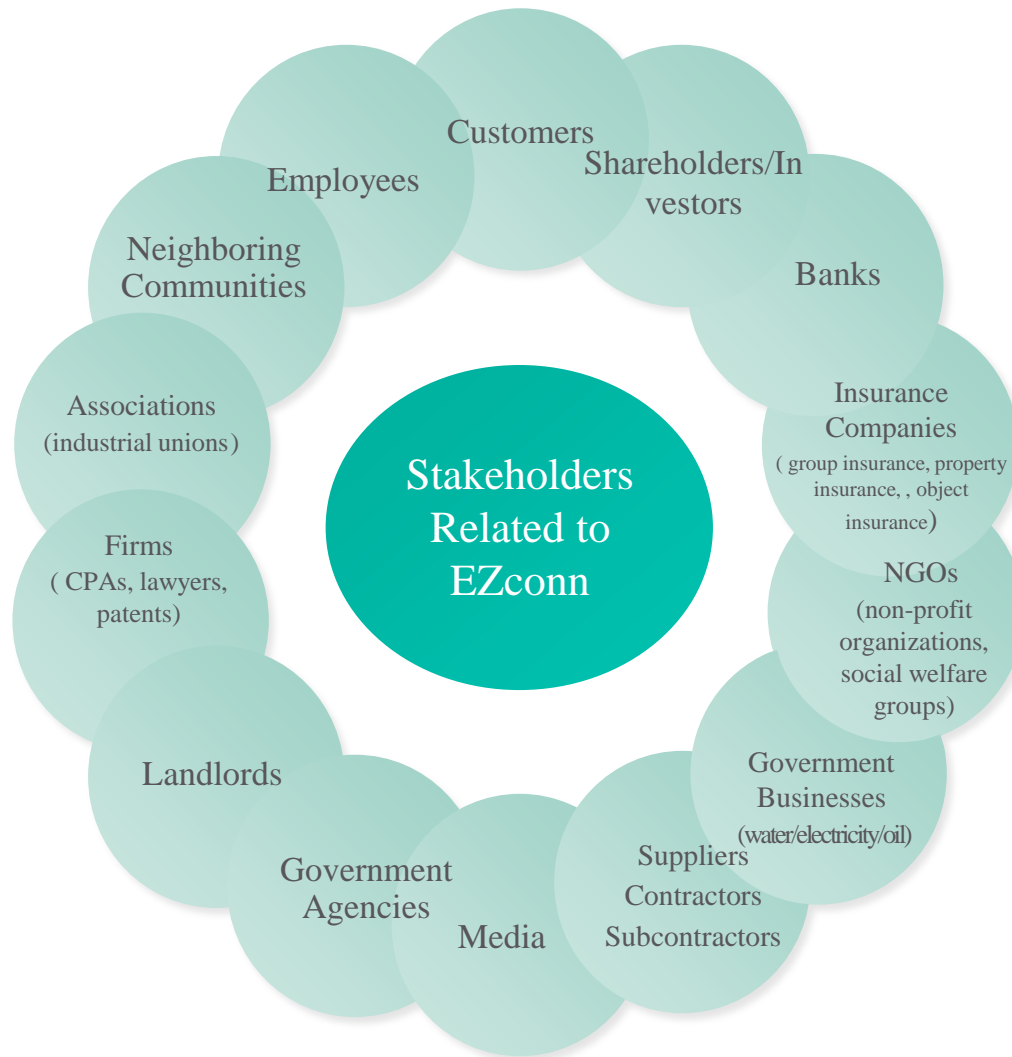 Customers
Shareholders/In
vestors
Banks
Insurance
Companies
( group insurance, property
insurance, , object
insurance)
NGOs
(non-profit
organizations,
social welfare
groups)
Government
Businesses
(water/electricity/oil)
Suppliers
Contractors
Subcontractors
Media
Government
Agencies
Landlords
Firms
( CPAs, lawyers,
patents)
Associations
(industrial unions)
Neighboring
Communities
Employees
Stakeholders
Related to
EZconn